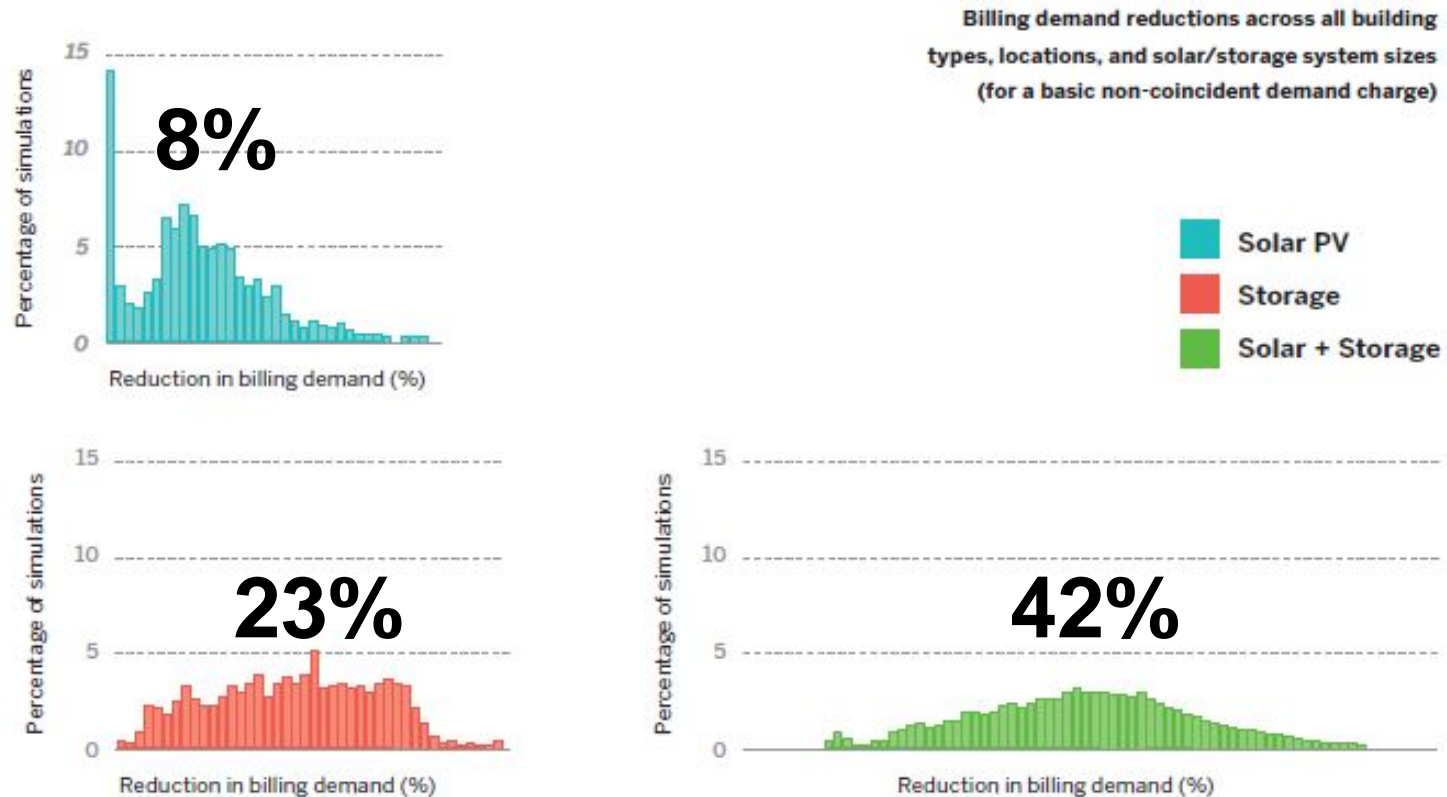 Billing demand reductions across all building
types, locations, and solar/storage system sizes
(for a basic non-coincident demand charge)
Percentage of simulations
15
10
5
0
8%
Reduction in billing demand (%)
Solar PV
Storage
Solar + Storage
Percentage of simulations
15
10
5
0
23%
Reduction in billing demand (%)
Percentage of simulations
15
10
5
0
42%
Reduction in billing demand (%)